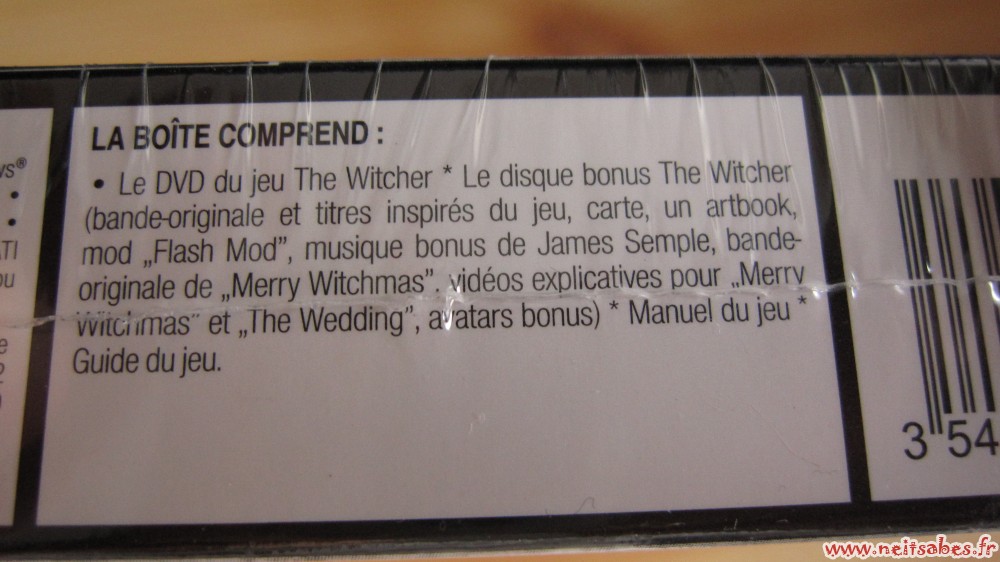 LA BOÎTE COMPREND :
• Le DVD du jeu The Witcher * Le disque bonus The Witcher
(bande-originale et titres inspirés du jeu, carte, un artbook,
mod „Flash Mod”, musique bonus de James Semple, bande-
originale de „Merry Witchmas”. vidéos explicatives pour „Merry
Witchmas” et „The Wedding”, avatars bonus) * Manuel du jeu *
Guide du jeu.
ws®
•
•
ATI
ou
e
3 54
www.neitsabes.fr